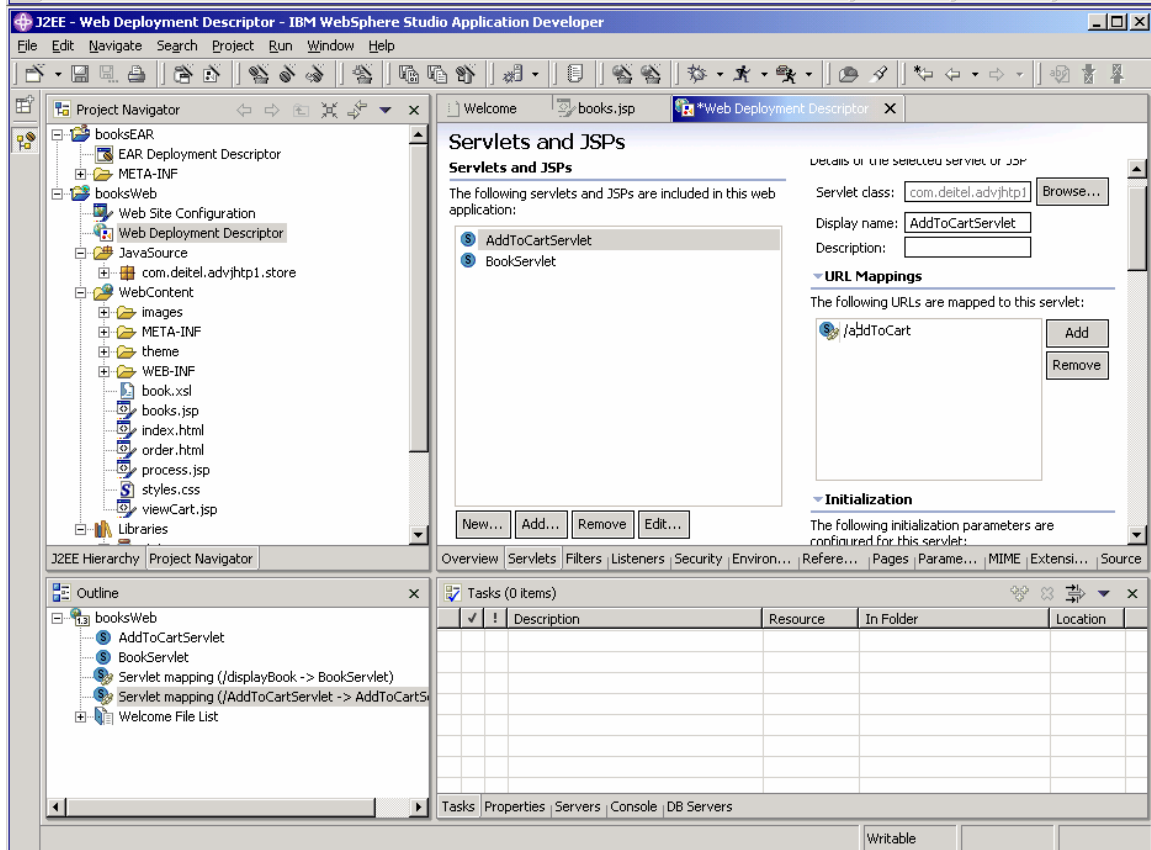 J2EE - Web Deployment Descriptor - IBM WebSphere Studio Application Developer
File Edit Navigate Search Project Run Window Help
Project Navigator
booksEAR
EAR Deployment Descriptor
META-INF
booksWeb
Web Site Configuration
Web Deployment Descriptor
JavaSource
com.deitel.advjhtp1.store
WebContent
images
META-INF
theme
WEB-INF
book.xsl
books.jsp
index.html
order.html
process.jsp
styles.css
viewCart.jsp
Libraries
J2EE Hierarchy Project Navigator
Welcome books.jsp *Web Deployment Descriptor
Servlets and JSPs
Servlets and JSPs
The following servlets and JSPs are included in this web
application:
AddToCartServlet
BookServlet
New... Add... Remove Edit...
Details of the selected servlet or JSP
Servlet class: com.deitel.advjhtp1 Browse...
Display name: AddToCartServlet
Description:
URL Mappings
The following URLs are mapped to this servlet:
/addToCart
Add
Remove
Initialization
The following initialization parameters are
configured for this servlet:
Overview Servlets Filters Listeners Security Environ... Refere... Pages Parame... MIME Extensi... Source
Outline
1.3 booksWeb
AddToCartServlet
BookServlet
Servlet mapping (/displayBook -> BookServlet)
Servlet mapping (/AddToCartServlet -> AddToCartSe
Welcome File List
Tasks (0 items)
! Description Resource In Folder Location
Tasks Properties Servers Console DB Servers
Writable